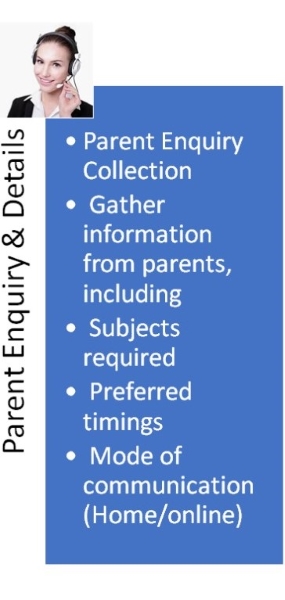 Parent Enquiry & Details
• Parent Enquiry
Collection
• Gather
information
from parents,
including
• Subjects
required
• Preferred
timings
• Mode of
communication
(Home/online)